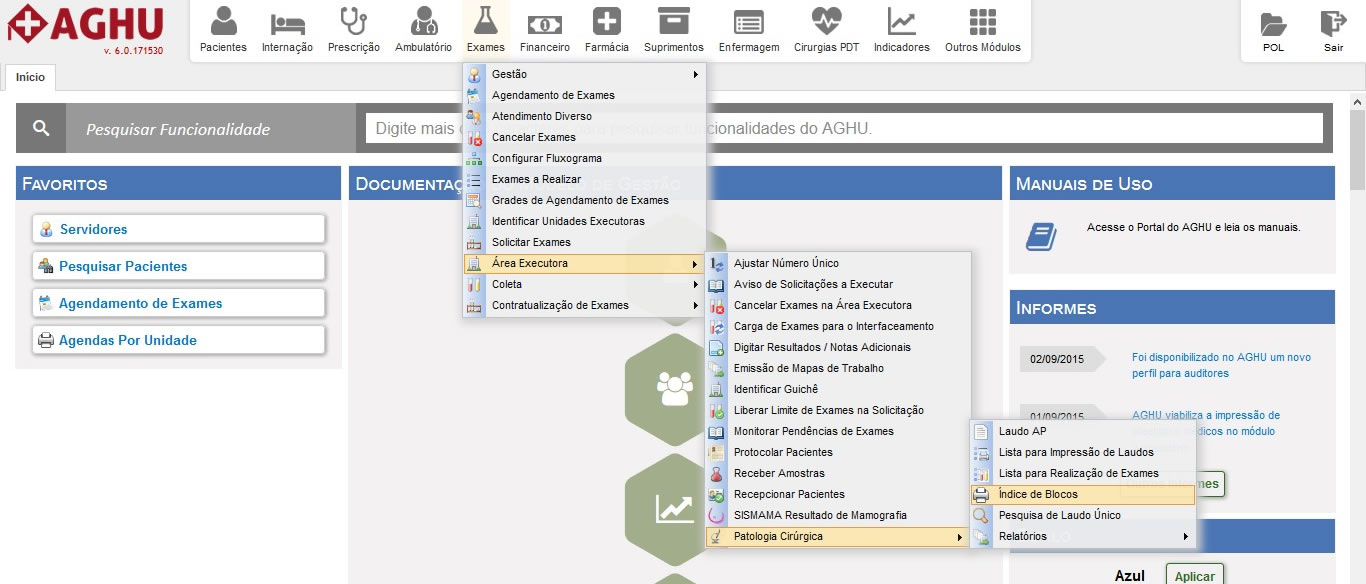 AGHU
v. 6.0.171530
Pacientes
Internação
Prescrição
Ambulatório
Exames
Financeiro
Farmácia
Suprimentos
Enfermagem
Cirurgias PDT
Indicadores
Outros Módulos
POL
Sair
Início
Pesquisar Funcionalidade
Digite mais para pesquisar funcionalidades do AGHU.
FAVORITOS
Servidores
Pesquisar Pacientes
Agendamento de Exames
Agendas Por Unidade
DOCUMENTAÇ DE GESTÃO
Gestão
Agendamento de Exames
Atendimento Diverso
Cancelar Exames
Configurar Fluxograma
Exames a Realizar
Grades de Agendamento de Exames
Identificar Unidades Executoras
Solicitar Exames
Área Executora
Coleta
Contratualização de Exames
Ajustar Número Único
Aviso de Solicitações a Executar
Cancelar Exames na Área Executora
Carga de Exames para o Interfaceamento
Digitar Resultados / Notas Adicionais
Emissão de Mapas de Trabalho
Identificar Guichê
Liberar Limite de Exames na Solicitação
Monitorar Pendências de Exames
Protocolar Pacientes
Receber Amostras
Recepcionar Pacientes
SISMAMA Resultado de Mamografia
Patologia Cirúrgica
Laudo AP
Lista para Impressão de Laudos
Lista para Realização de Exames
Índice de Blocos
Pesquisa de Laudo Único
Relatórios
MANUAIS DE USO
Acesse o Portal do AGHU e leia os manuais.
INFORMES
02/09/2015
Foi disponibilizado no AGHU um novo
perfil para auditores
01/09/2015
AGHU viabiliza a impressão de
no módulo
Azul
Aplicar